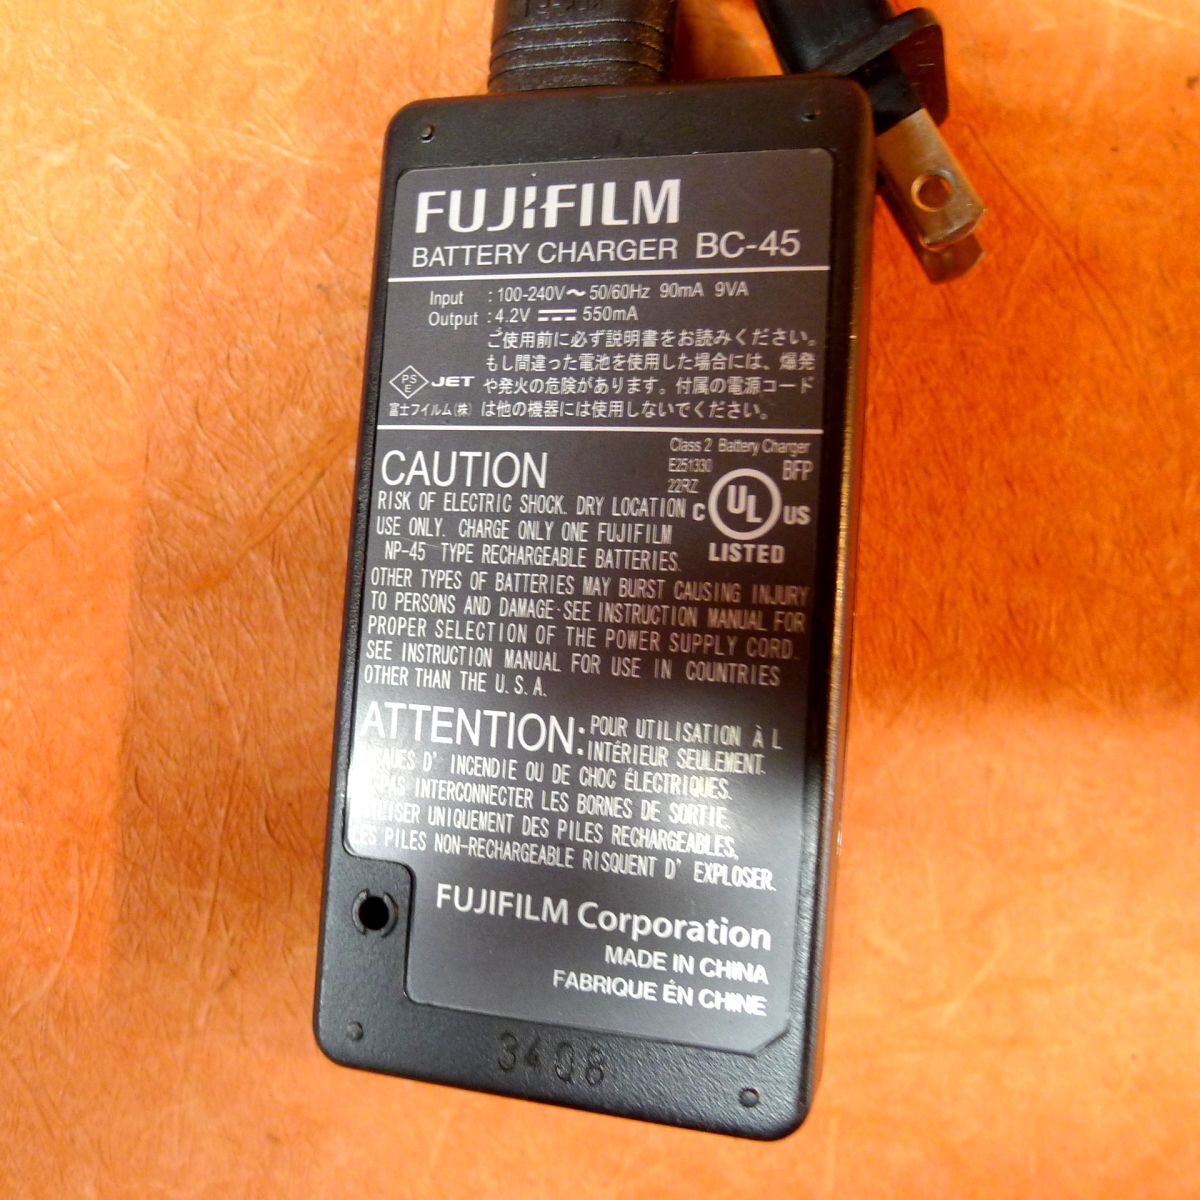 FUJIFILM
BATTERY CHARGER BC-45
Input : 100-240V〜 50/60Hz 90mA 9VA
Output : 4.2V ⎓ 550mA
ご使用前に必ず説明書をお読みください。
もし間違った電池を使用した場合には、爆発
や発火の危険があります。付属の電源コード
は他の機器には使用しないでください。
PSE JET
富士フイルム(株)
Class 2 Battery Charger
E251330 BFP
22RZ
C UL US
LISTED
CAUTION
RISK OF ELECTRIC SHOCK. DRY LOCATION
USE ONLY. CHARGE ONLY ONE FUJIFILM
NP-45 TYPE RECHARGEABLE BATTERIES.
OTHER TYPES OF BATTERIES MAY BURST CAUSING INJURY
TO PERSONS AND DAMAGE·SEE INSTRUCTION MANUAL FOR
PROPER SELECTION OF THE POWER SUPPLY CORD.
SEE INSTRUCTION MANUAL FOR USE IN COUNTRIES
OTHER THAN THE U.S.A.
ATTENTION: POUR UTILISATION À L
INTÉRIEUR SEULEMENT.
D' INCENDIE OU DE CHOC ÉLECTRIQUES.
PAS INTERCONNECTER LES BORNES DE SORTIE.
UNIQUEMENT DES PILES RECHARGEABLES,
LES PILES NON-RECHARGEABLE RISQUENT D' EXPLOSER.
FUJIFILM Corporation
MADE IN CHINA
FABRIQUE ÉN CHINE
3408